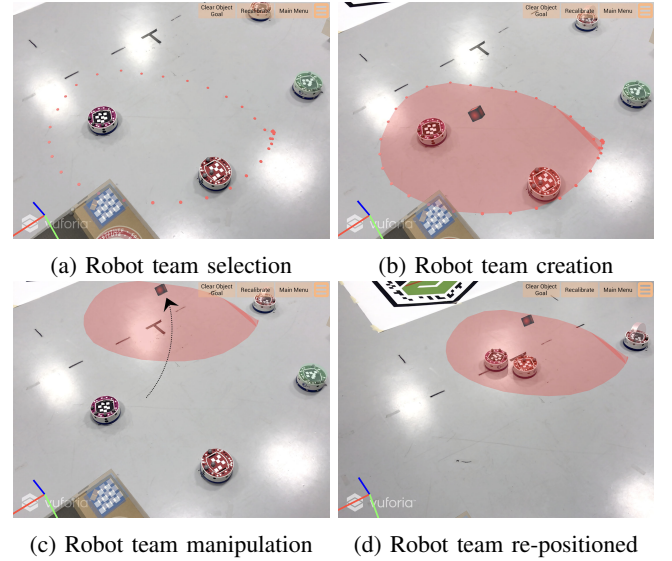 Clear Object Goal Recalibrate Main Menu
Clear Object Goal Recalibrate Main Menu
vuforia
vuforia
(a) Robot team selection
(b) Robot team creation
Clear Object Goal Recalibrate Main Menu
Clear Object Goal Recalibrate Main Menu
vuforia
vuforia
(c) Robot team manipulation
(d) Robot team re-positioned